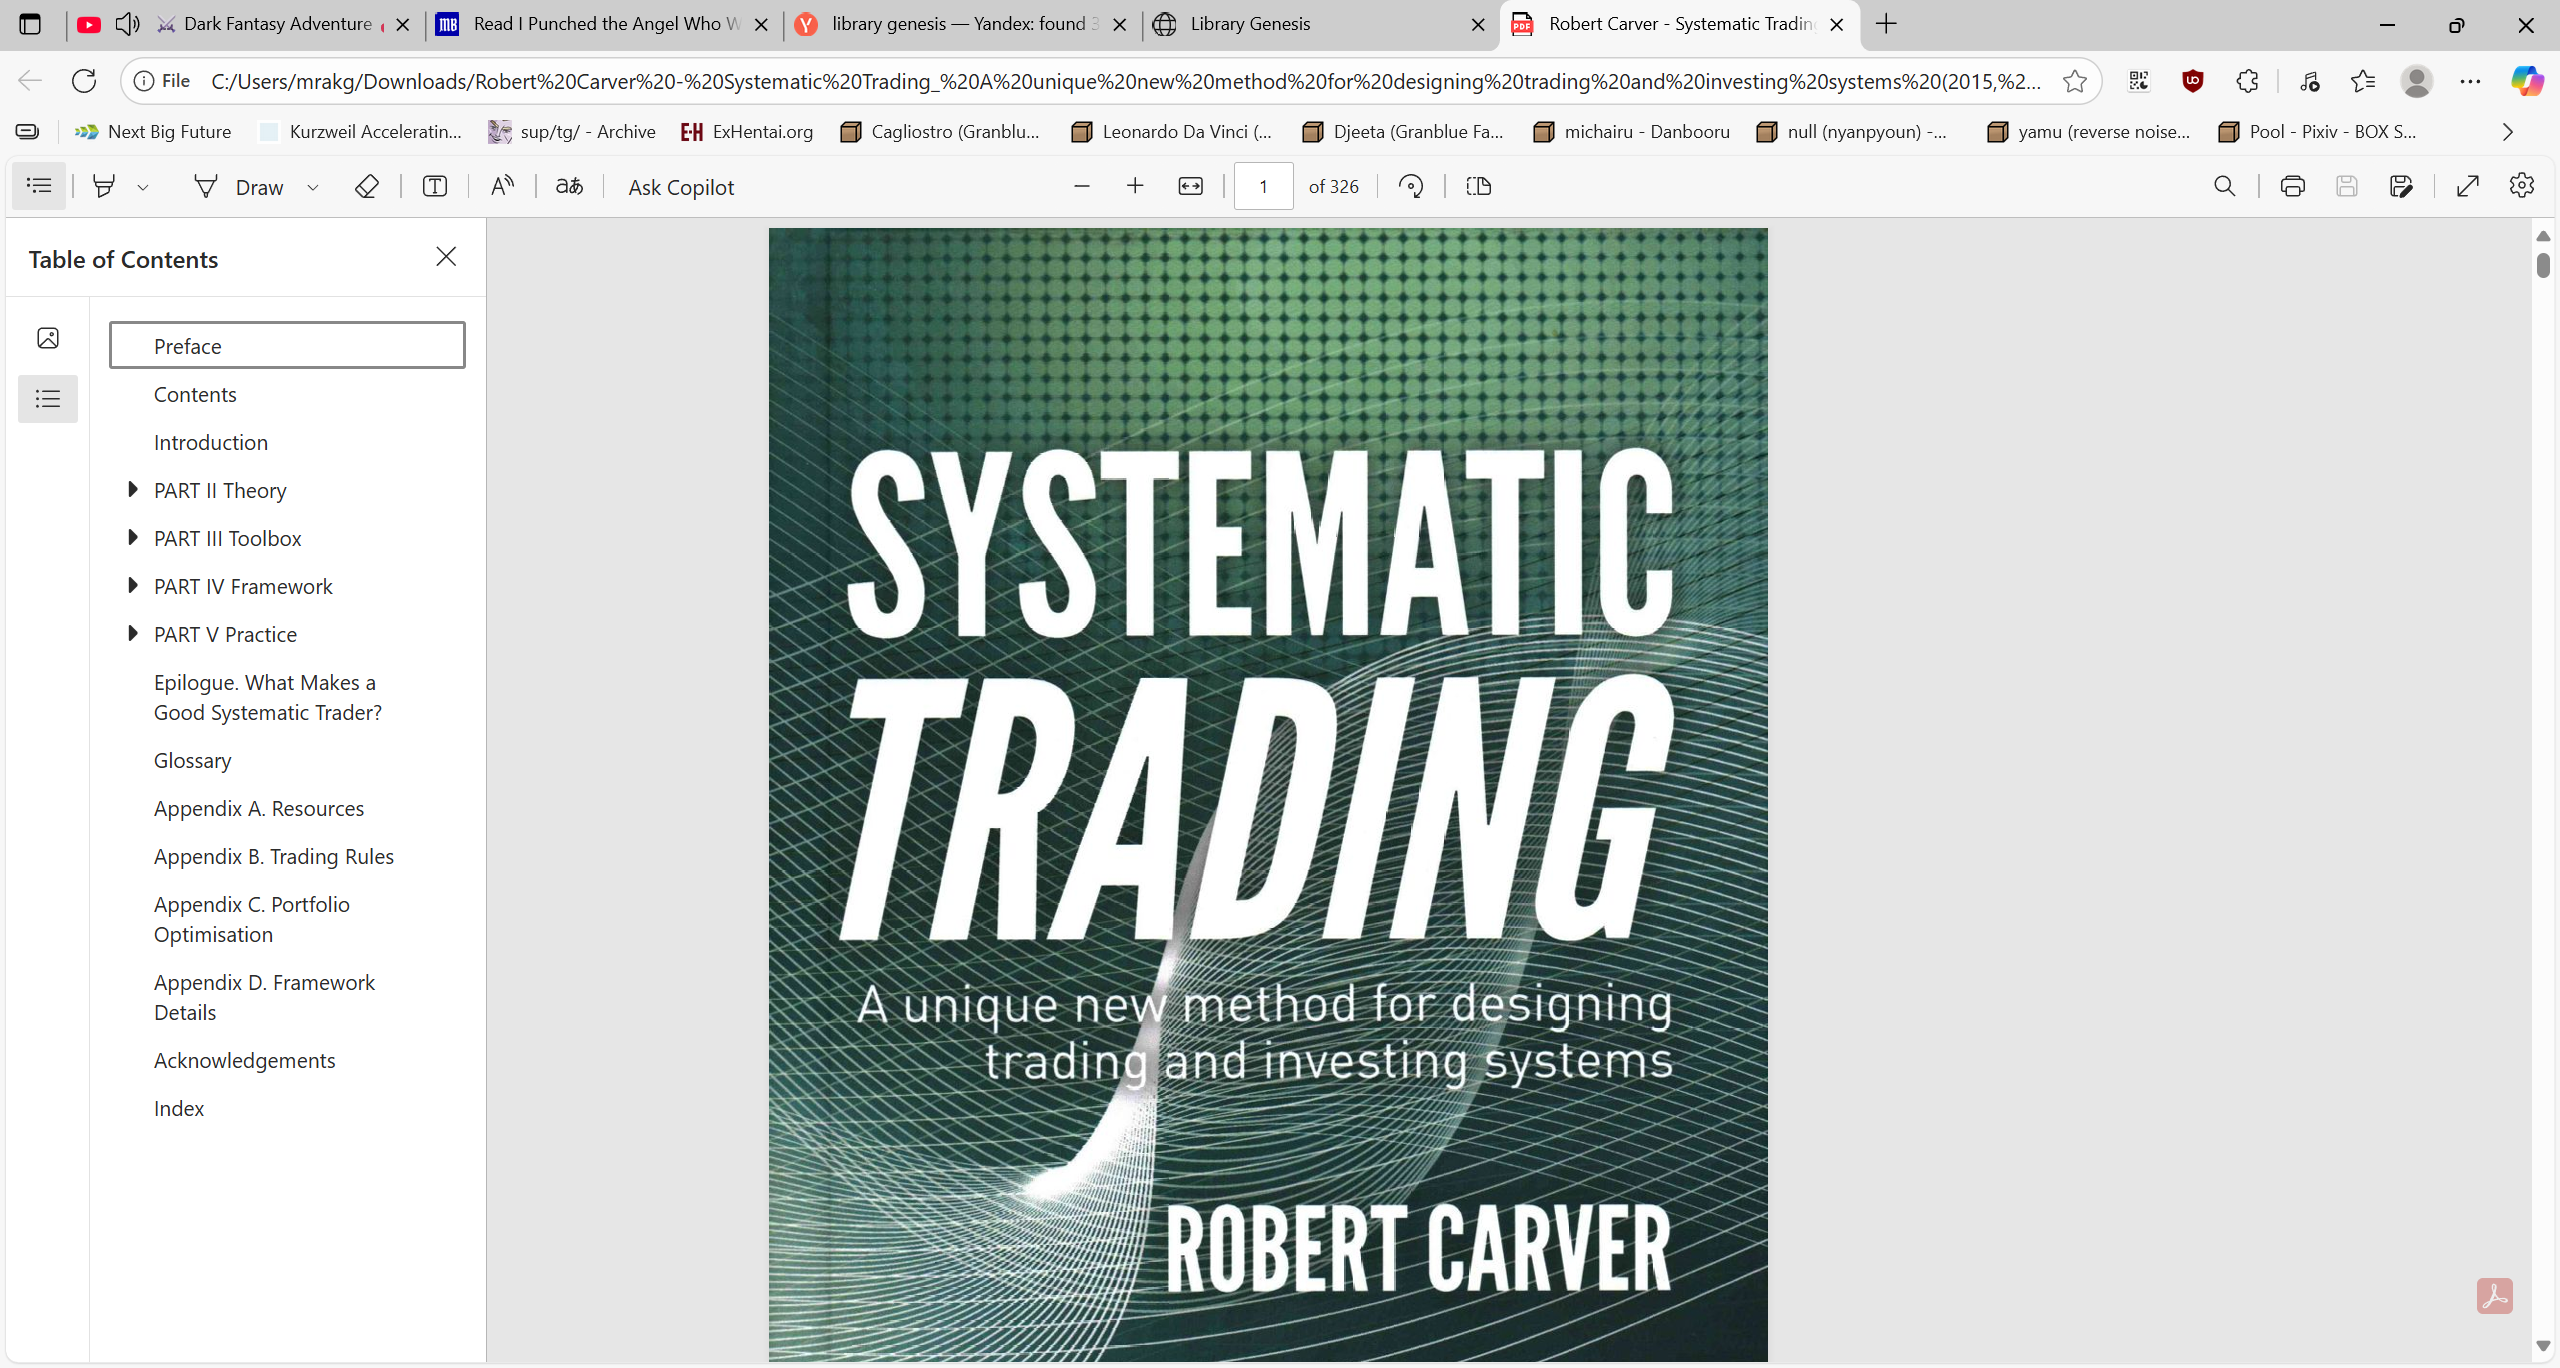 Dark Fantasy Adventure
Read I Punched the Angel Who W
library genesis — Yandex: found 3
Library Genesis
PDF
Robert Carver - Systematic Trading
File
C:/Users/mrakg/Downloads/Robert%20Carver%20-%20Systematic%20Trading_%20A%20unique%20new%20method%20for%20designing%20trading%20and%20investing%20systems%20(2015,%2...
Next Big Future
Kurzweil Acceleratin...
sup/tg/ - Archive
E-H
ExHentai.org
Cagliostro (Granblu...
Leonardo Da Vinci (...
Djeeta (Granblue Fa...
michairu - Danbooru
null (nyanpyoun) -...
yamu (reverse noise...
Pool - Pixiv - BOX S...
Draw
Ask Copilot
1
of 326
Table of Contents
Preface
Contents
Introduction
PART II Theory
PART III Toolbox
PART IV Framework
PART V Practice
Epilogue. What Makes a
Good Systematic Trader?
Glossary
Appendix A. Resources
Appendix B. Trading Rules
Appendix C. Portfolio
Optimisation
Appendix D. Framework
Details
Acknowledgements
Index
SYSTEMATIC
TRADING
A unique new method for designing
trading and investing systems
ROBERT CARVER